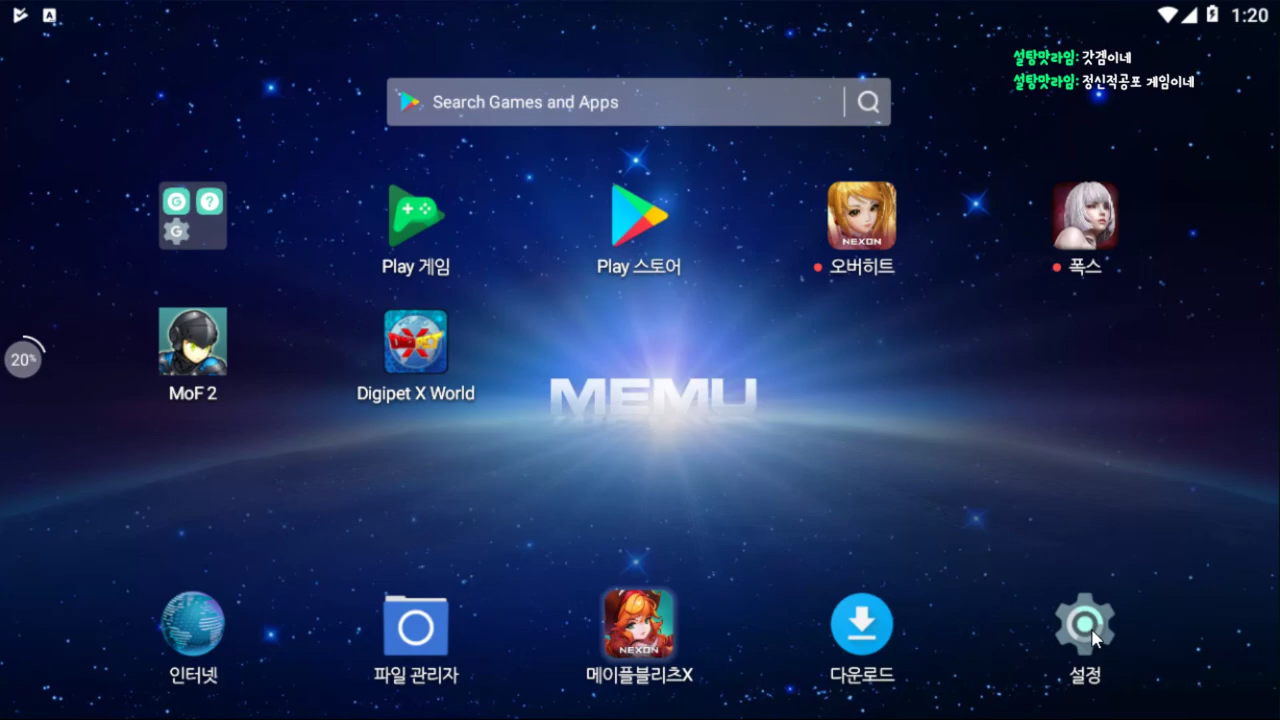 1:20
설탕맛라임: 갓겜이네
설탕맛라임: 정신적공포 게임이네
Search Games and Apps
G ?
G
NEXON
Play 게임
Play 스토어
오버히트
폭스
20%
MEMU
MoF 2
Digipet X World
NEXON
인터넷
파일 관리자
메이플블리츠X
다운로드
설정